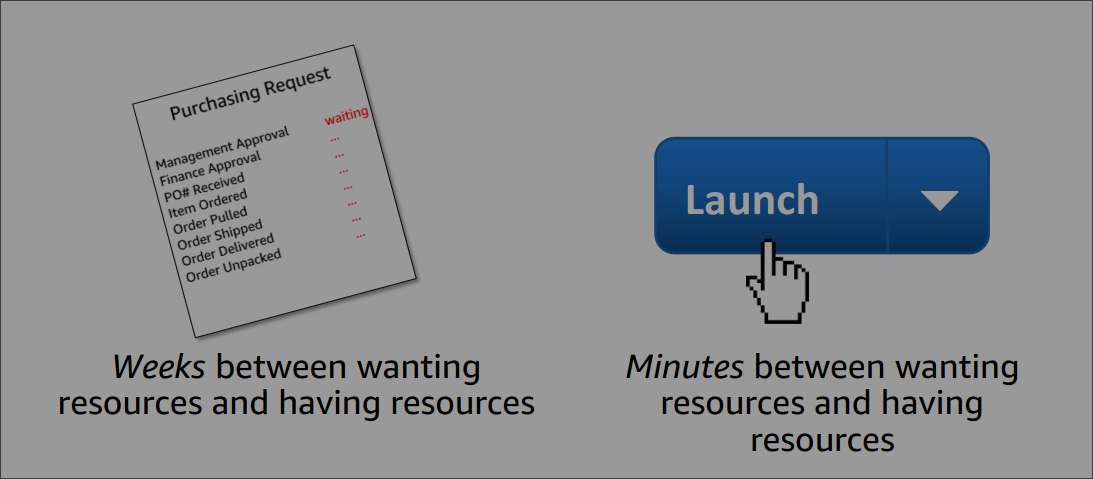 Purchasing Request
waiting
Management Approval ...
Finance Approval ...
PO# Received ...
Item Ordered ...
Order Pulled ...
Order Shipped ...
Order Delivered ...
Order Unpacked
Weeks between wanting
resources and having resources
Launch
Minutes between wanting
resources and having
resources